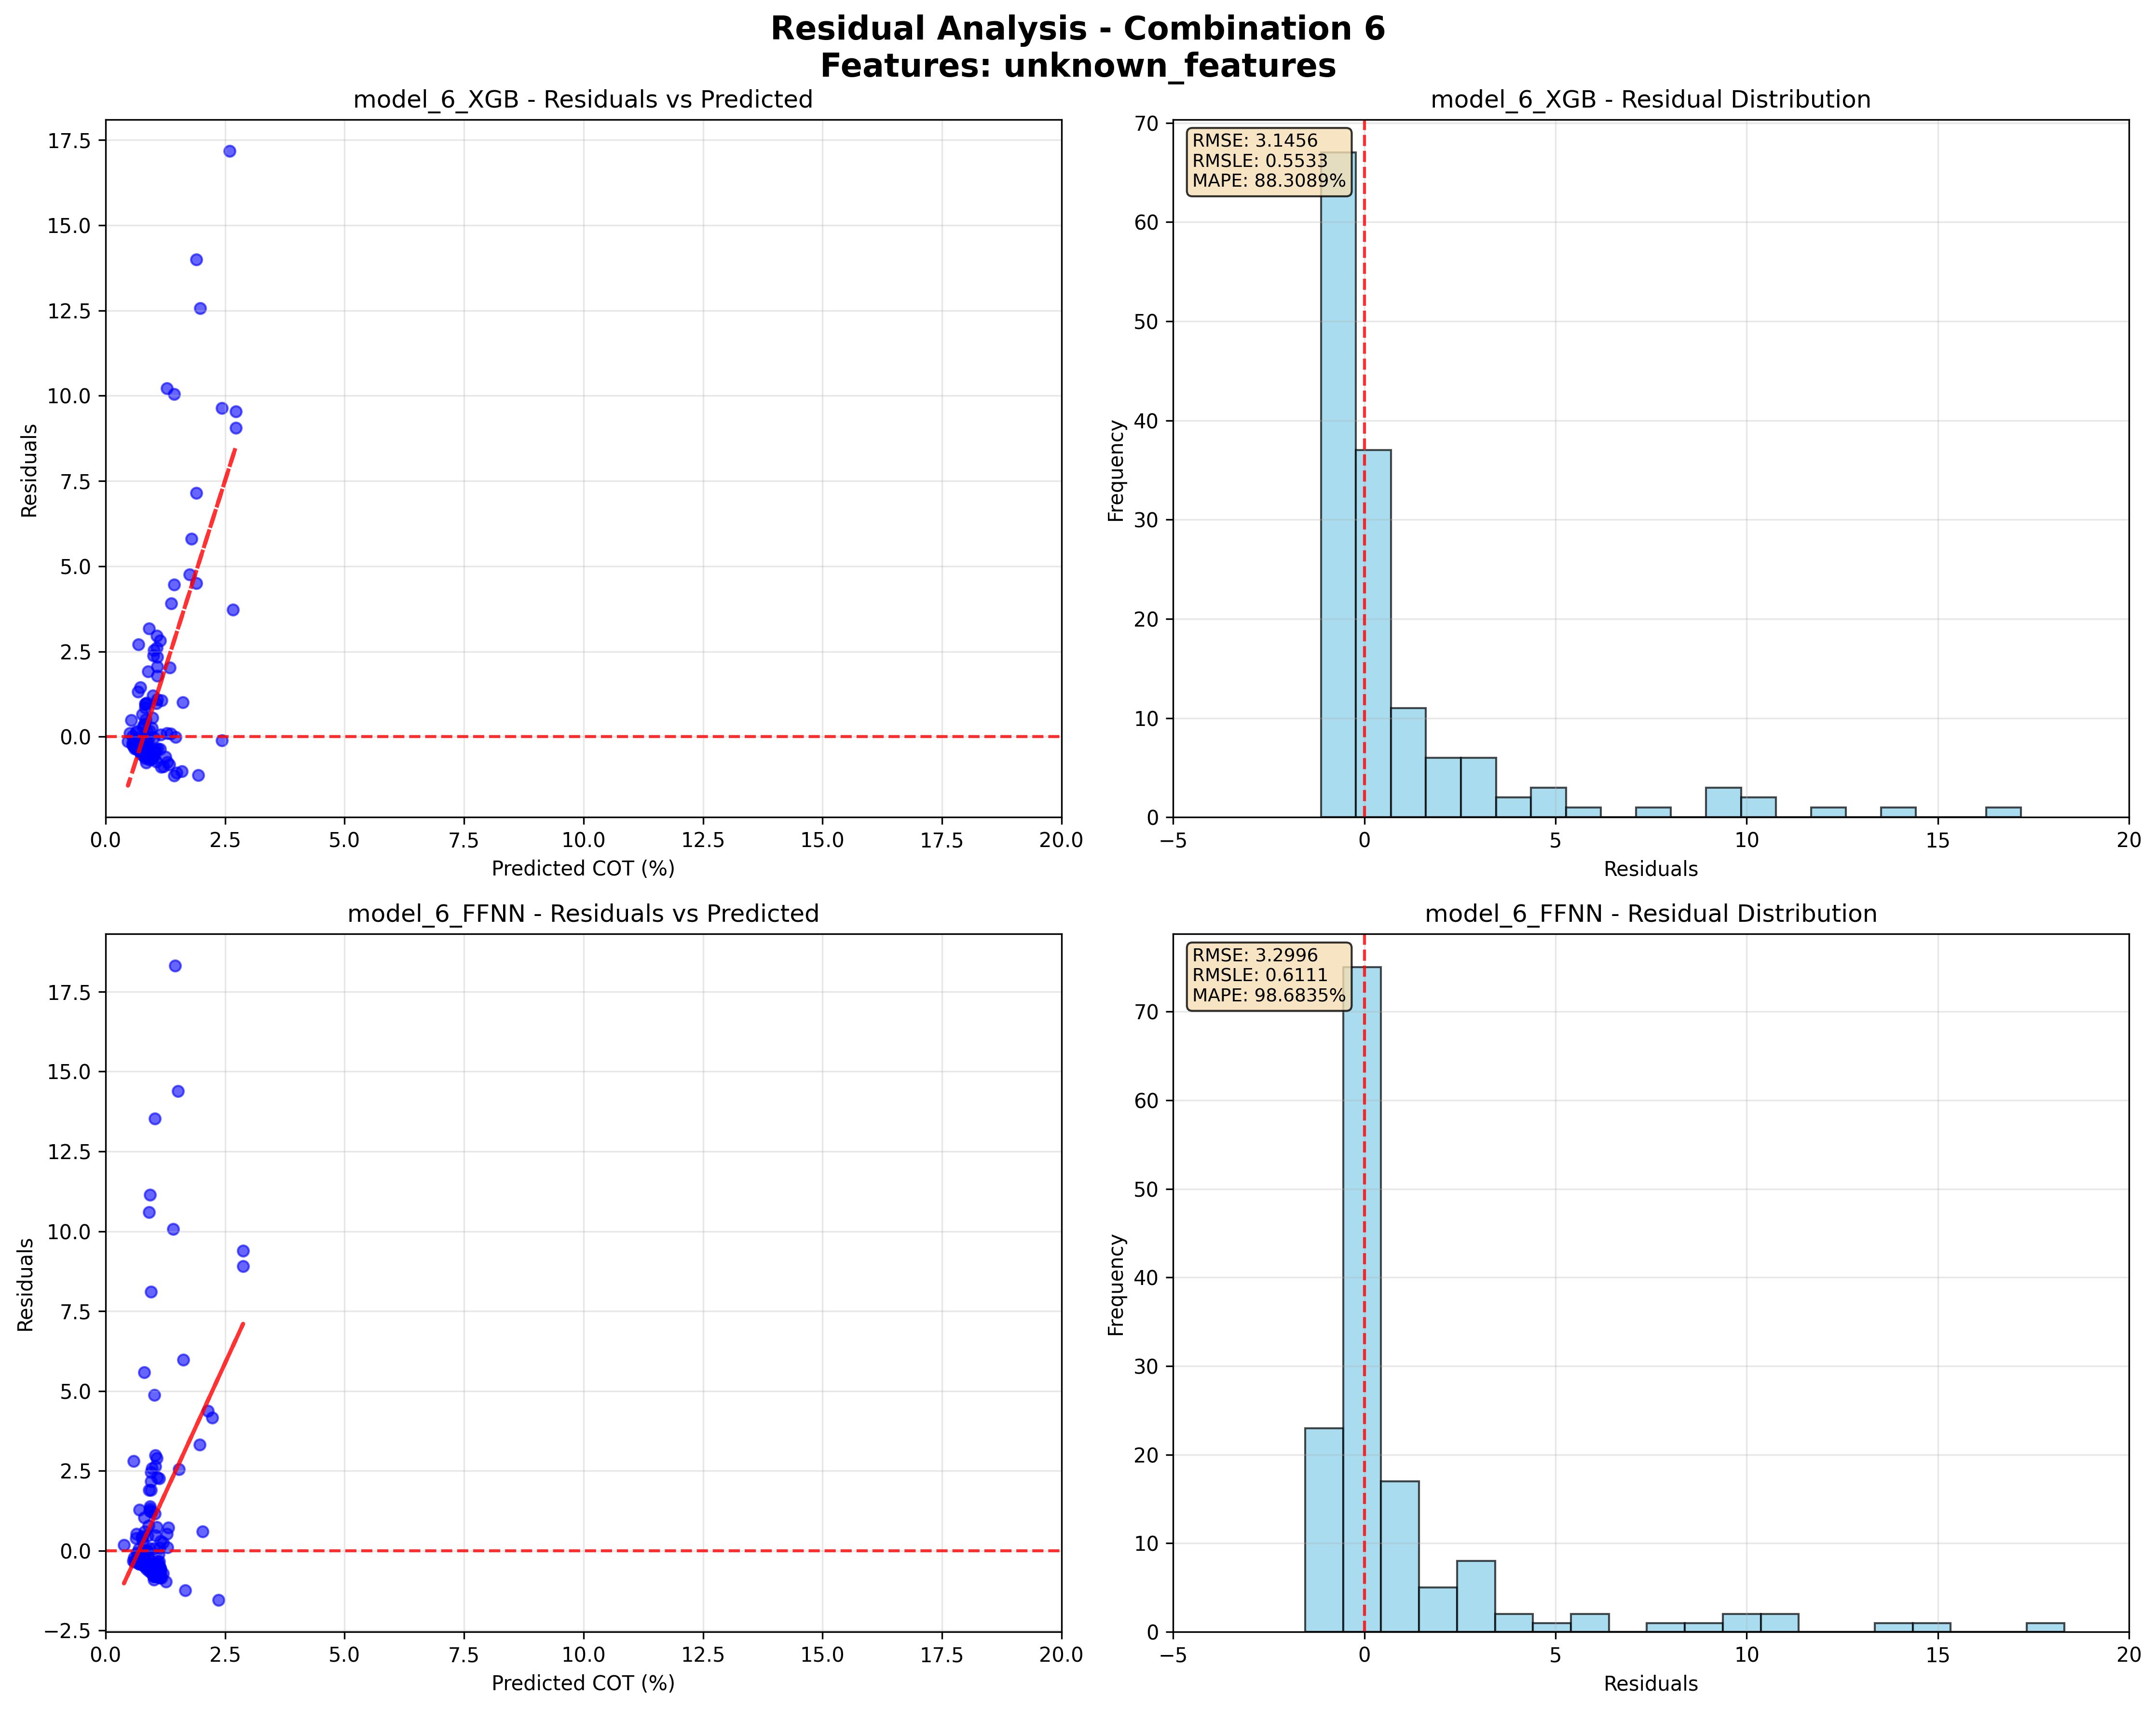 Residual Analysis - Combination 6
Features: unknown_features
model_6_XGB - Residuals vs Predicted
17.5
15.0
12.5
10.0
7.5
5.0
2.5
0.0
Residuals
0.0 2.5 5.0 7.5 10.0 12.5 15.0 17.5 20.0
Predicted COT (%)
model_6_XGB - Residual Distribution
RMSE: 3.1456
RMSLE: 0.5533
MAPE: 88.3089%
70
60
50
40
30
20
10
0
Frequency
−5 0 5 10 15 20
Residuals
model_6_FFNN - Residuals vs Predicted
17.5
15.0
12.5
10.0
7.5
5.0
2.5
0.0
−2.5
Residuals
0.0 2.5 5.0 7.5 10.0 12.5 15.0 17.5 20.0
Predicted COT (%)
model_6_FFNN - Residual Distribution
RMSE: 3.2996
RMSLE: 0.6111
MAPE: 98.6835%
70
60
50
40
30
20
10
0
Frequency
−5 0 5 10 15 20
Residuals